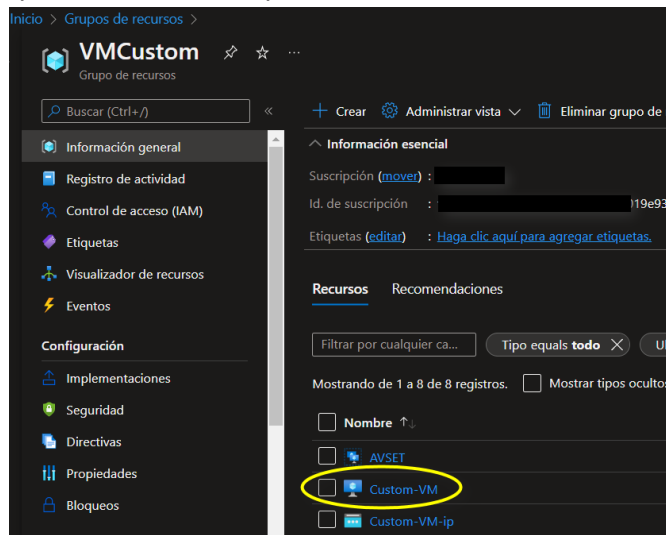 Inicio > Grupos de recursos >
VMCustom
Grupo de recursos
Buscar (Ctrl+/)
Información general
Registro de actividad
Control de acceso (IAM)
Etiquetas
Visualizador de recursos
Eventos
Configuración
Implementaciones
Seguridad
Directivas
Propiedades
Bloqueos
+ Crear Administrar vista Eliminar grupo de
Información esencial
Suscripción (mover) :
Id. de suscripción : 019e93
Etiquetas (editar) : Haga clic aquí para agregar etiquetas.
Recursos Recomendaciones
Filtrar por cualquier ca... Tipo equals todo
Mostrando de 1 a 8 de 8 registros. Mostrar tipos ocultos
Nombre ↑↓
AVSET
Custom-VM
Custom-VM-ip